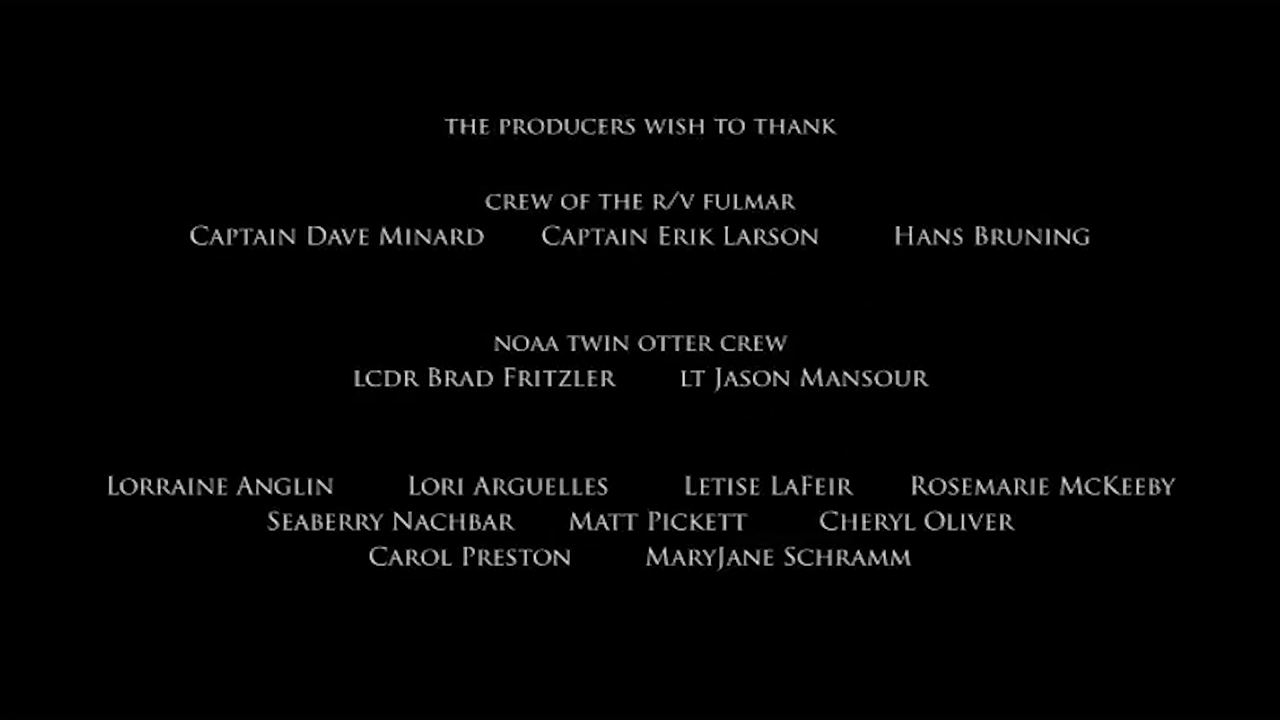 THE PRODUCERS WISH TO THANK
CREW OF THE R/V FULMAR
CAPTAIN DAVE MINARD CAPTAIN ERIK LARSON HANS BRUNING
NOAA TWIN OTTER CREW
LCDR BRAD FRITZLER LT JASON MANSOUR
LORRAINE ANGLIN LORI ARGUELLES LETISE LAFEIR ROSEMARIE MCKEEBY
SEABERRY NACHBAR MATT PICKETT CHERYL OLIVER
CAROL PRESTON MARYJANE SCHRAMM